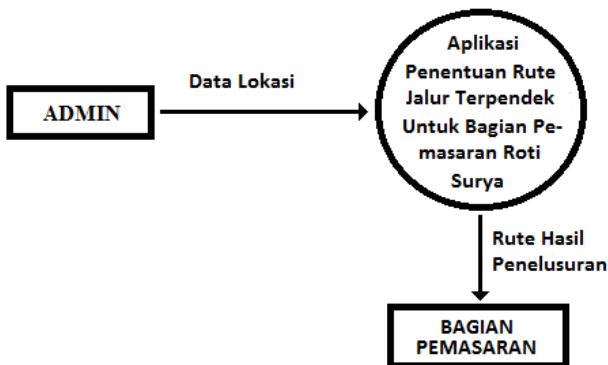 Aplikasi
Penentuan Rute
Jalur Terpendek
Untuk Bagian Pe-
masaran Roti
Surya
Data Lokasi
ADMIN
Rute Hasil
Penelusuran
BAGIAN
PEMASARAN